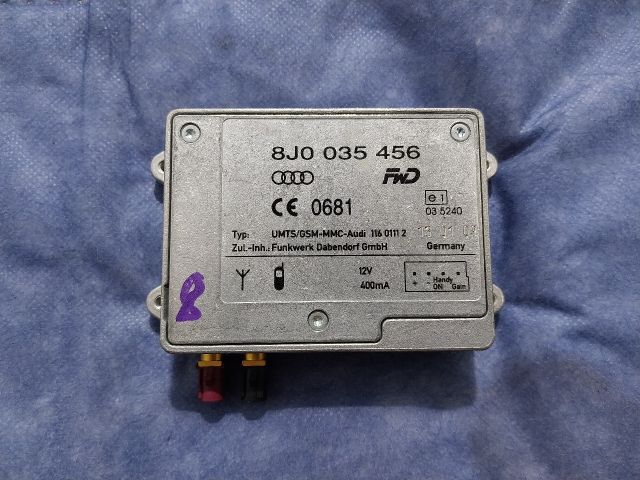 8J0 035 456
FWD
CE 0681
e 1
03 5240
Typ: UMTS/GSM-MMC-Audi 116 0111 2
Zul.-Inh.: Funkwerk Dabendorf GmbH Germany
12V
400mA
+ - Handy Gain
ON
8